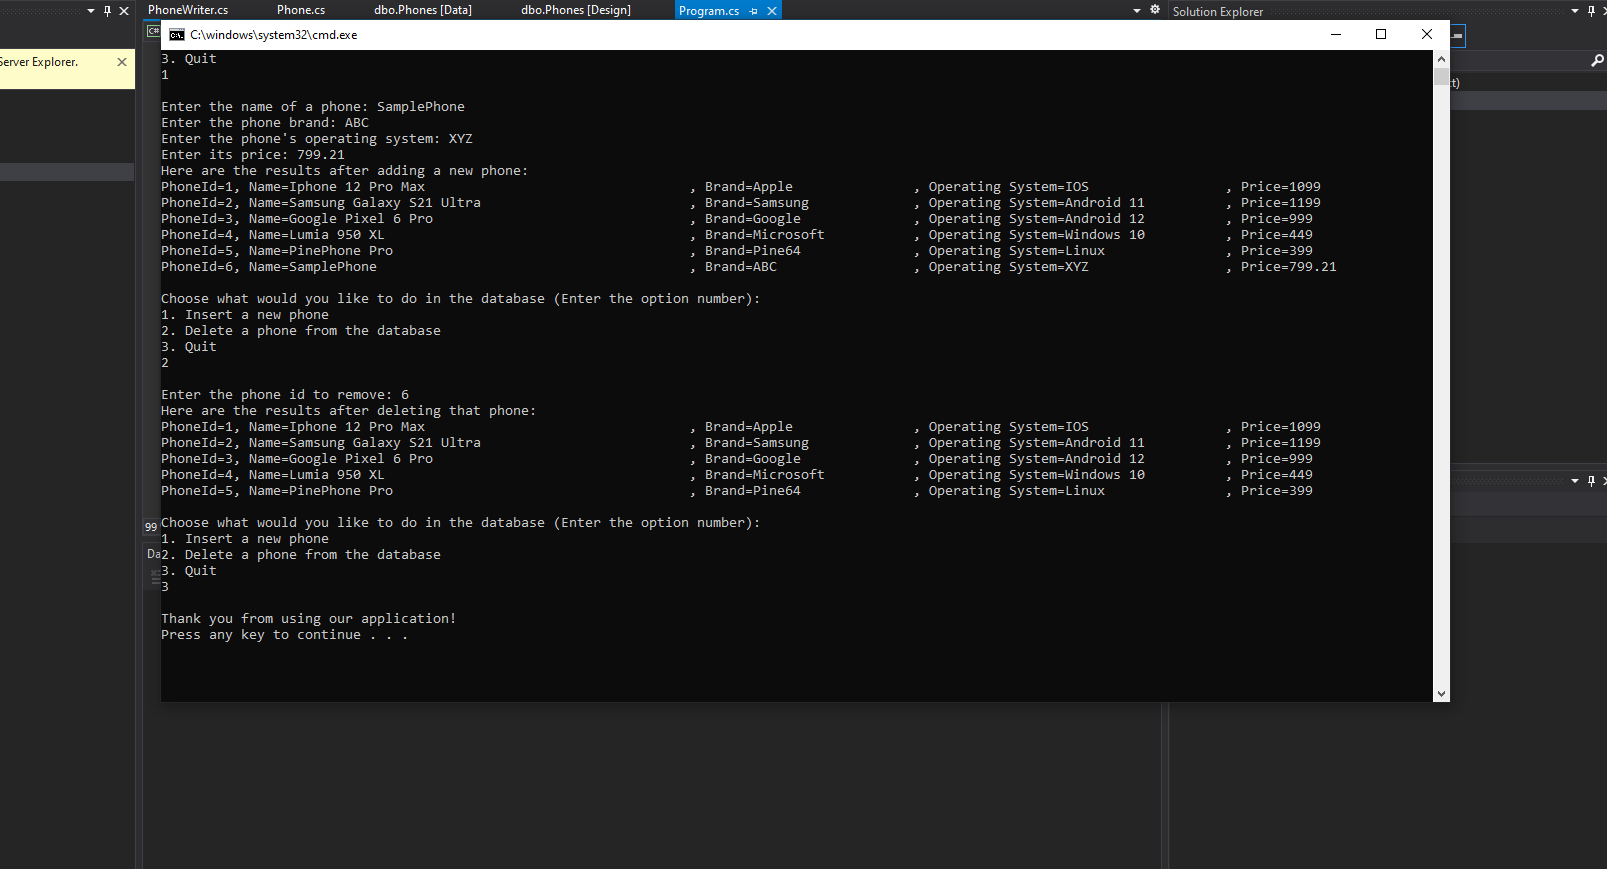 PhoneWriter.cs Phone.cs dbo.Phones [Data] dbo.Phones [Design] Program.cs Solution Explorer
C:\windows\system32\cmd.exe
Server Explorer.
3. Quit
1
Enter the name of a phone: SamplePhone
Enter the phone brand: ABC
Enter the phone's operating system: XYZ
Enter its price: 799.21
Here are the results after adding a new phone:
PhoneId=1, Name=Iphone 12 Pro Max , Brand=Apple , Operating System=IOS , Price=1099
PhoneId=2, Name=Samsung Galaxy S21 Ultra , Brand=Samsung , Operating System=Android 11 , Price=1199
PhoneId=3, Name=Google Pixel 6 Pro , Brand=Google , Operating System=Android 12 , Price=999
PhoneId=4, Name=Lumia 950 XL , Brand=Microsoft , Operating System=Windows 10 , Price=449
PhoneId=5, Name=PinePhone Pro , Brand=Pine64 , Operating System=Linux , Price=399
PhoneId=6, Name=SamplePhone , Brand=ABC , Operating System=XYZ , Price=799.21
Choose what would you like to do in the database (Enter the option number):
1. Insert a new phone
2. Delete a phone from the database
3. Quit
2
Enter the phone id to remove: 6
Here are the results after deleting that phone:
PhoneId=1, Name=Iphone 12 Pro Max , Brand=Apple , Operating System=IOS , Price=1099
PhoneId=2, Name=Samsung Galaxy S21 Ultra , Brand=Samsung , Operating System=Android 11 , Price=1199
PhoneId=3, Name=Google Pixel 6 Pro , Brand=Google , Operating System=Android 12 , Price=999
PhoneId=4, Name=Lumia 950 XL , Brand=Microsoft , Operating System=Windows 10 , Price=449
PhoneId=5, Name=PinePhone Pro , Brand=Pine64 , Operating System=Linux , Price=399
99 Choose what would you like to do in the database (Enter the option number):
1. Insert a new phone
Da 2. Delete a phone from the database
3. Quit
3
Thank you from using our application!
Press any key to continue . . .